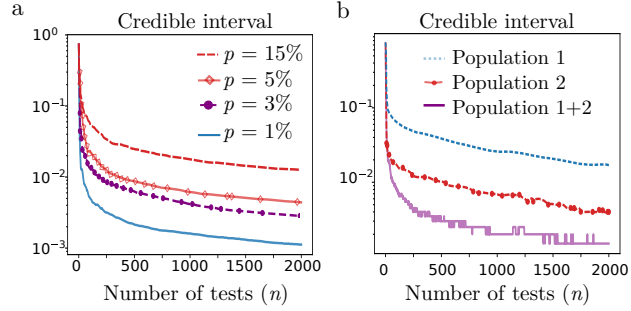 a
Credible interval
10⁰
10⁻¹
10⁻²
10⁻³
p = 15%
p = 5%
p = 3%
p = 1%
0 500 1000 1500 2000
Number of tests (n)
b
Credible interval
10⁻¹
10⁻²
Population 1
Population 2
Population 1+2
0 500 1000 1500 2000
Number of tests (n)